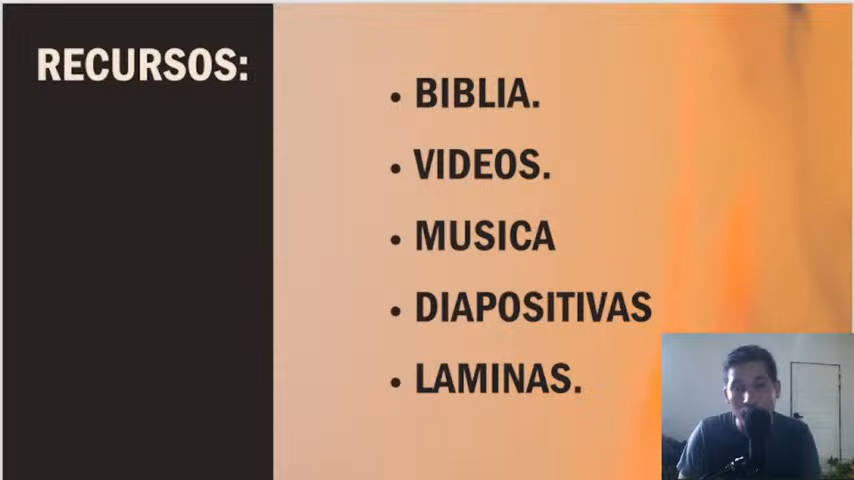 RECURSOS:
• BIBLIA.
• VIDEOS.
• MUSICA
• DIAPOSITIVAS
• LAMINAS.